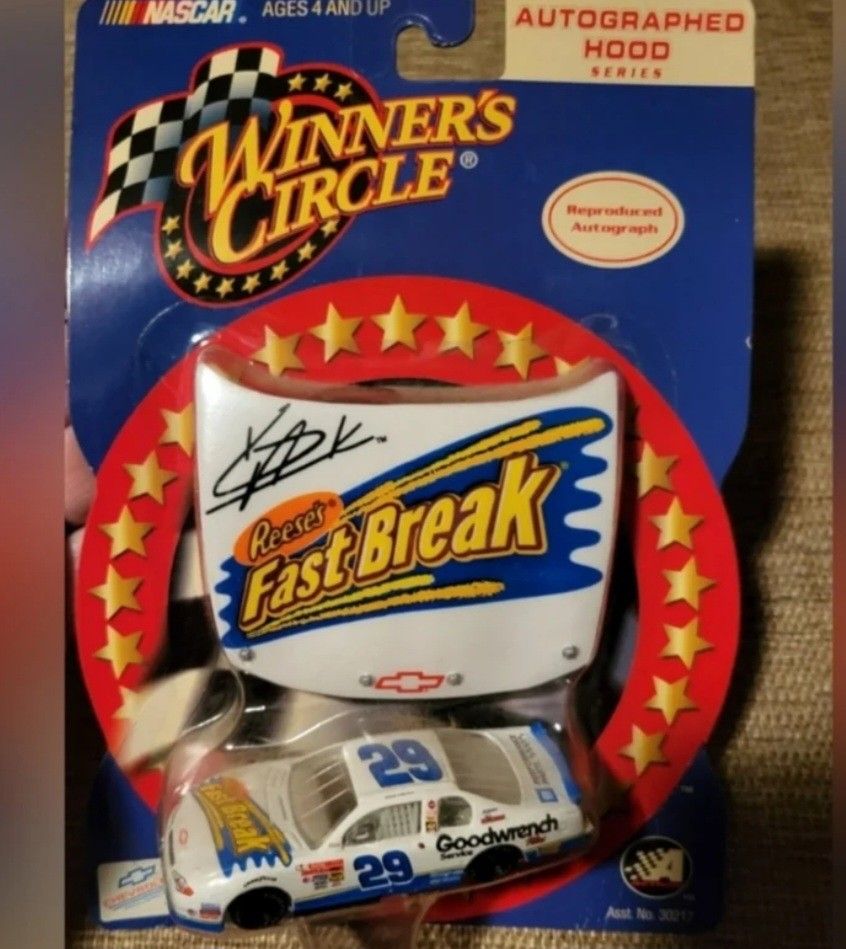 NASCAR®
AGES 4 AND UP
AUTOGRAPHED
HOOD
SERIES
WINNER'S
CIRCLE®
Reproduced
Autograph
Reese's®
Fast Break
29
Fast Break
Goodwrench
Service
29
CHEVROLET
Asst. No. 30217